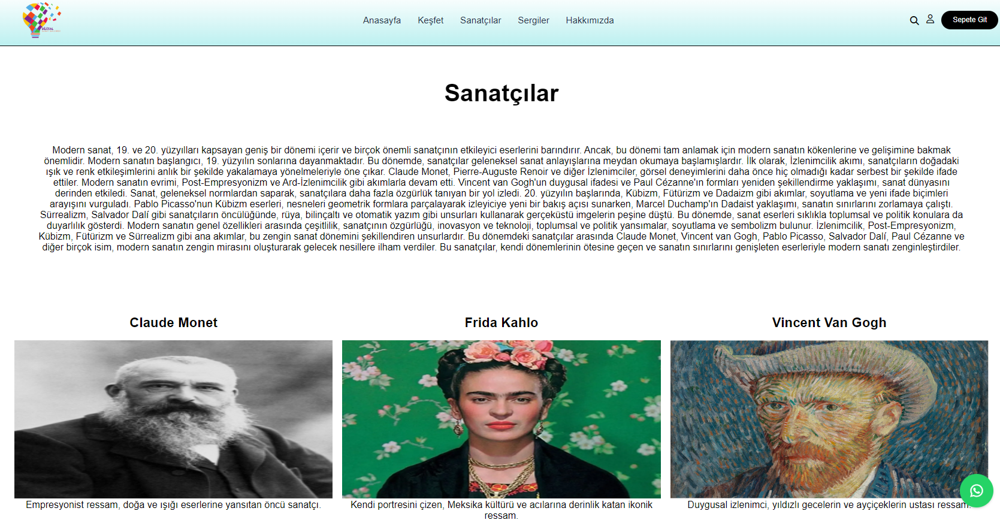 DİJİTAL
Anasayfa Keşfet Sanatçılar Sergiler Hakkımızda
Sepete Git
Sanatçılar
Modern sanat, 19. ve 20. yüzyılları kapsayan geniş bir dönemi içerir ve birçok önemli sanatçının etkileyici eserlerini barındırır. Ancak, bu dönemi tam anlamak için modern sanatın kökenlerine ve gelişimine bakmak
önemlidir. Modern sanatın başlangıcı, 19. yüzyılın sonlarına dayanmaktadır. Bu dönemde, sanatçılar geleneksel sanat anlayışlarına meydan okumaya başlamışlardır. İlk olarak, İzlenimcilik akımı, sanatçıların doğadaki
ışık ve renk etkileşimlerini anlık bir şekilde yakalamaya yönelmeleriyle öne çıkar. Claude Monet, Pierre-Auguste Renoir ve diğer İzlenimciler, görsel deneyimlerini daha önce hiç olmadığı kadar serbest bir şekilde ifade
ettiler. Modern sanatın evrimi, Post-Empresyonizm ve Ard-İzlenimcilik gibi akımlarla devam etti. Vincent van Gogh'un duygusal ifadesi ve Paul Cézanne'ın formları yeniden şekillendirme yaklaşımı, sanat dünyasını
derinden etkiledi. Sanat, geleneksel normlardan saparak, sanatçılara daha fazla özgürlük tanıyan bir yol izledi. 20. yüzyılın başlarında, Kübizm, Fütürizm ve Dadaizm gibi akımlar, soyutlama ve yeni ifade biçimleri
arayışını vurguladı. Pablo Picasso'nun Kübizm eserleri, nesneleri geometrik formlara parçalayarak izleyiciye yeni bir bakış açısı sunarken, Marcel Duchamp'ın Dadaist yaklaşımı, sanatın sınırlarını zorlamaya çalıştı.
Sürrealizm, Salvador Dalí gibi sanatçıların öncülüğünde, rüya, bilinçaltı ve otomatik yazım gibi unsurları kullanarak gerçeküstü imgelerin peşine düştü. Bu dönemde, sanat eserleri sıklıkla toplumsal ve politik konulara da
duyarlılık gösterdi. Modern sanatın genel özellikleri arasında çeşitlilik, sanatçının özgürlüğü, inovasyon ve teknoloji, toplumsal ve politik yansımalar, soyutlama ve sembolizm bulunur. İzlenimcilik, Post-Empresyonizm,
Kübizm, Fütürizm ve Sürrealizm gibi ana akımlar, bu zengin sanat dönemini şekillendiren unsurlardır. Bu dönemdeki sanatçılar arasında Claude Monet, Vincent van Gogh, Pablo Picasso, Salvador Dalí, Paul Cézanne ve
diğer birçok isim, modern sanatın zengin mirasını oluşturarak gelecek nesillere ilham verdiler. Bu sanatçılar, kendi dönemlerinin ötesine geçen ve sanatın sınırlarını genişleten eserleriyle modern sanatı zenginleştirdiler.
Claude Monet
Frida Kahlo
Vincent Van Gogh
Empresyonist ressam, doğa ve ışığı eserlerine yansıtan öncü sanatçı.
Kendi portresini çizen, Meksika kültürü ve acılarına derinlik katan ikonik
ressam.
Duygusal izlenimci, yıldızlı gecelerin ve ayçiçeklerin ustası ressam.